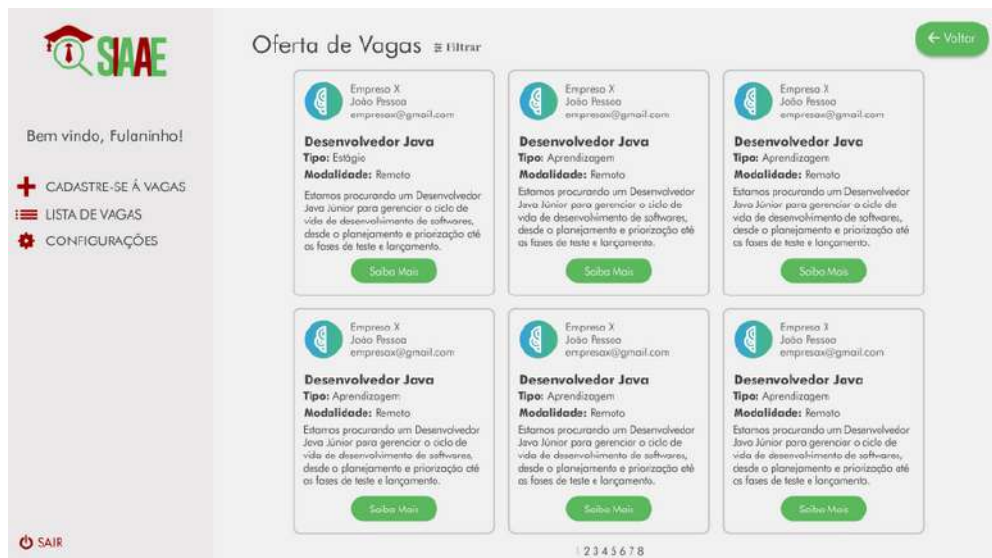 SIAAE
Bem vindo, Fulaninho!
CADASTRE-SE Á VAGAS
LISTA DE VAGAS
CONFIGURAÇÕES
SAIR
Oferta de Vagas
Filtrar
← Voltar
Empresa X
João Pessoa
empresax@gmail.com
Desenvolvedor Java
Tipo: Estágio
Modalidade: Remoto
Estamos procurando um Desenvolvedor
Java Júnior para gerenciar o ciclo de
vida de desenvolvimento de softwares,
desde o planejamento e priorização até
as fases de teste e lançamento.
Saiba Mais
Empresa X
João Pessoa
empresax@gmail.com
Desenvolvedor Java
Tipo: Aprendizagem
Modalidade: Remoto
Estamos procurando um Desenvolvedor
Java Júnior para gerenciar o ciclo de
vida de desenvolvimento de softwares,
desde o planejamento e priorização até
as fases de teste e lançamento.
Saiba Mais
Empresa X
João Pessoa
empresax@gmail.com
Desenvolvedor Java
Tipo: Aprendizagem
Modalidade: Remoto
Estamos procurando um Desenvolvedor
Java Júnior para gerenciar o ciclo de
vida de desenvolvimento de softwares,
desde o planejamento e priorização até
as fases de teste e lançamento.
Saiba Mais
Empresa X
João Pessoa
empresax@gmail.com
Desenvolvedor Java
Tipo: Aprendizagem
Modalidade: Remoto
Estamos procurando um Desenvolvedor
Java Júnior para gerenciar o ciclo de
vida de desenvolvimento de softwares,
desde o planejamento e priorização até
as fases de teste e lançamento.
Saiba Mais
Empresa X
João Pessoa
empresax@gmail.com
Desenvolvedor Java
Tipo: Aprendizagem
Modalidade: Remoto
Estamos procurando um Desenvolvedor
Java Júnior para gerenciar o ciclo de
vida de desenvolvimento de softwares,
desde o planejamento e priorização até
as fases de teste e lançamento.
Saiba Mais
Empresa X
João Pessoa
empresax@gmail.com
Desenvolvedor Java
Tipo: Aprendizagem
Modalidade: Remoto
Estamos procurando um Desenvolvedor
Java Júnior para gerenciar o ciclo de
vida de desenvolvimento de softwares,
desde o planejamento e priorização até
as fases de teste e lançamento.
Saiba Mais
1 2 3 4 5 6 7 8